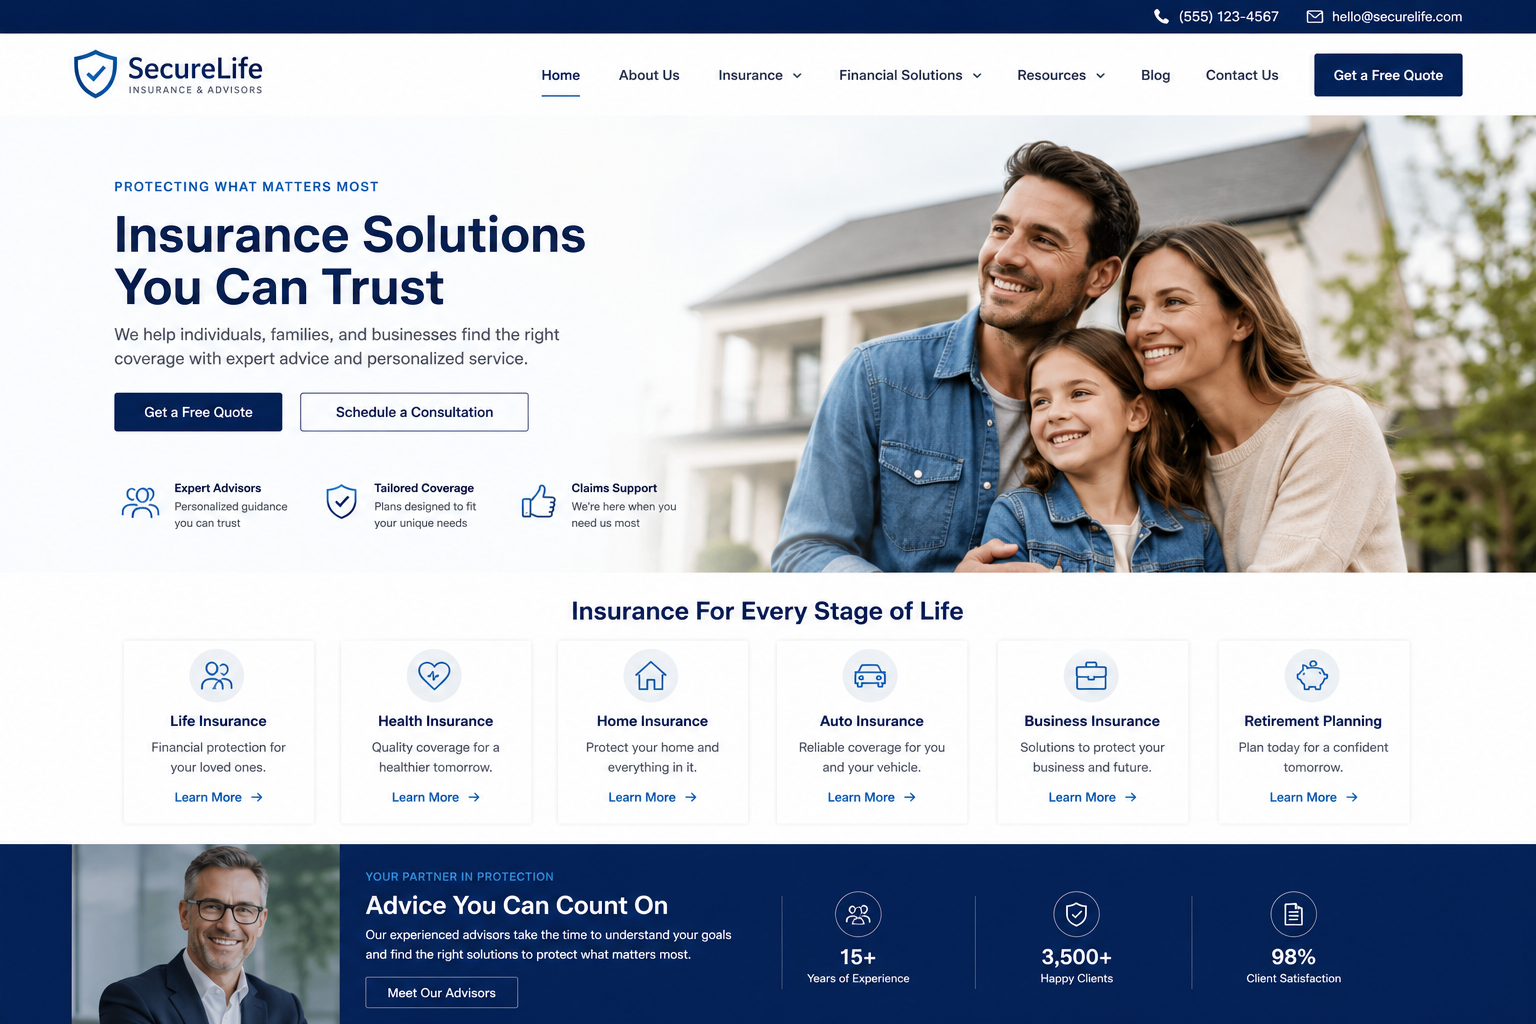 (555) 123-4567
hello@securelife.com
SecureLife
INSURANCE & ADVISORS
Home
About Us
Insurance
Financial Solutions
Resources
Blog
Contact Us
Get a Free Quote
PROTECTING WHAT MATTERS MOST
Insurance Solutions
You Can Trust
We help individuals, families, and businesses find the right
coverage with expert advice and personalized service.
Get a Free Quote
Schedule a Consultation
Expert Advisors
Personalized guidance
you can trust
Tailored Coverage
Plans designed to fit
your unique needs
Claims Support
We're here when you
need us most
Insurance For Every Stage of Life
Life Insurance
Financial protection for
your loved ones.
Learn More
Health Insurance
Quality coverage for a
healthier tomorrow.
Learn More
Home Insurance
Protect your home and
everything in it.
Learn More
Auto Insurance
Reliable coverage for you
and your vehicle.
Learn More
Business Insurance
Solutions to protect your
business and future.
Learn More
Retirement Planning
Plan today for a confident
tomorrow.
Learn More
YOUR PARTNER IN PROTECTION
Advice You Can Count On
Our experienced advisors take the time to understand your goals
and find the right solutions to protect what matters most.
Meet Our Advisors
15+
Years of Experience
3,500+
Happy Clients
98%
Client Satisfaction